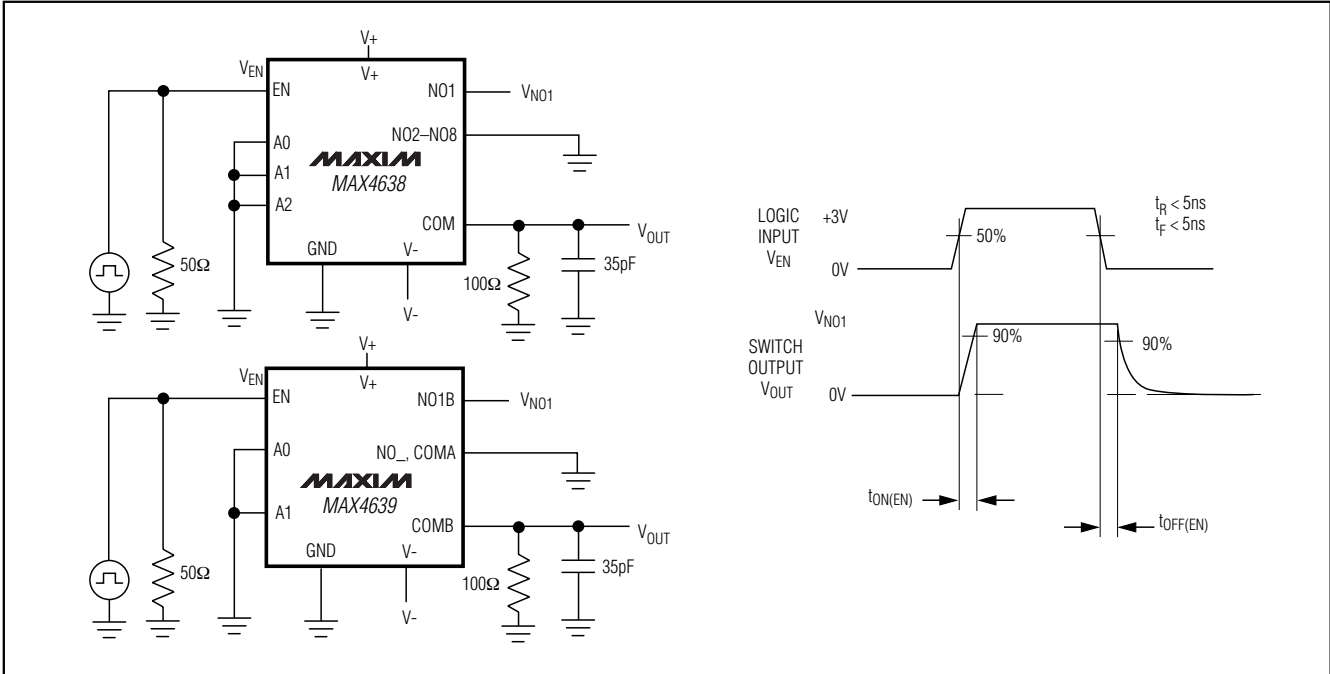 V+
V+
VEN
EN
NO1
VNO1
NO2–NO8
A0
A1
A2
MAXIM
MAX4638
COM
VOUT
GND
V-
V-
50Ω
100Ω
35pF
V+
V+
VEN
EN
NO1B
VNO1
NO_, COMA
A0
A1
MAXIM
MAX4639
COMB
VOUT
GND
V-
V-
50Ω
100Ω
35pF
LOGIC
INPUT
VEN
+3V
0V
50%
tR < 5ns
tF < 5ns
VNO1
SWITCH
OUTPUT
VOUT
0V
90%
90%
tON(EN)
tOFF(EN)